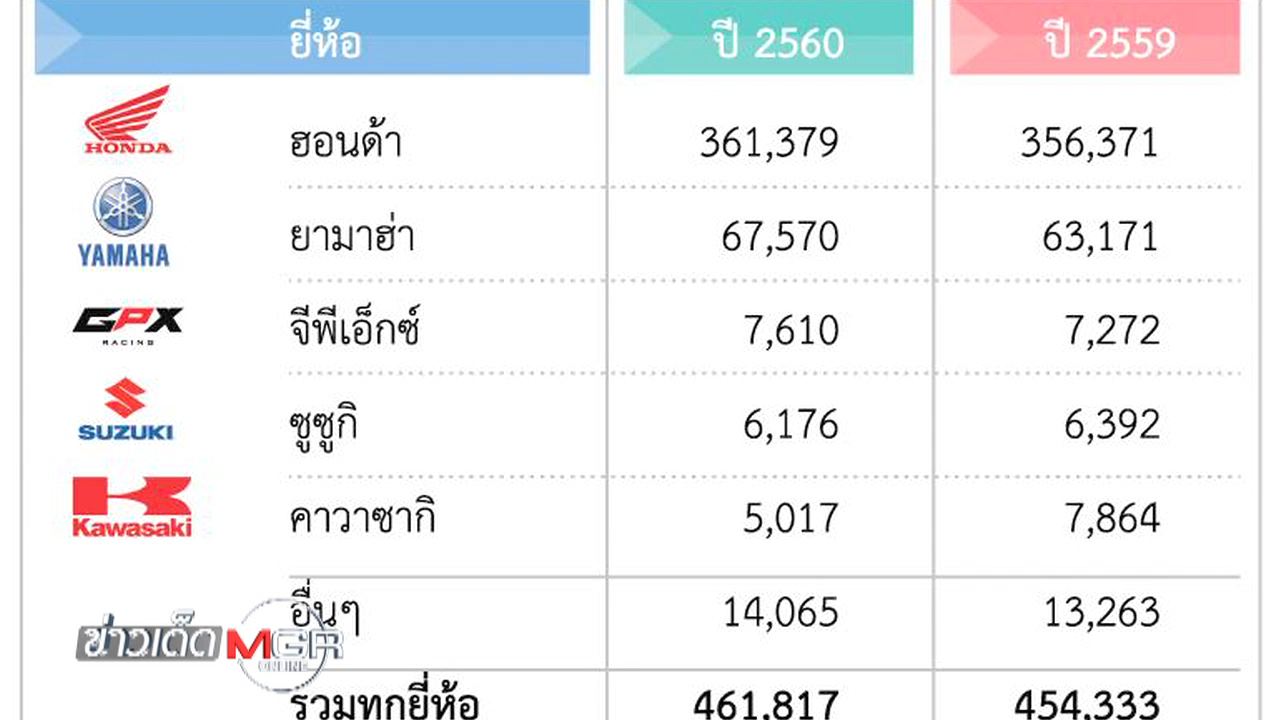 ยี่ห้อ ปี 2560 ปี 2559
HONDA ฮอนด้า 361,379 356,371
YAMAHA ยามาฮ่า 67,570 63,171
GPX RACING จีพีเอ็กซ์ 7,610 7,272
SUZUKI ซูซูกิ 6,176 6,392
Kawasaki คาวาซากิ 5,017 7,864
อื่นๆ 14,065 13,263
ข่าวเด็ด MGR ONLINE
รวมทุกยี่ห้อ 461,817 454,333